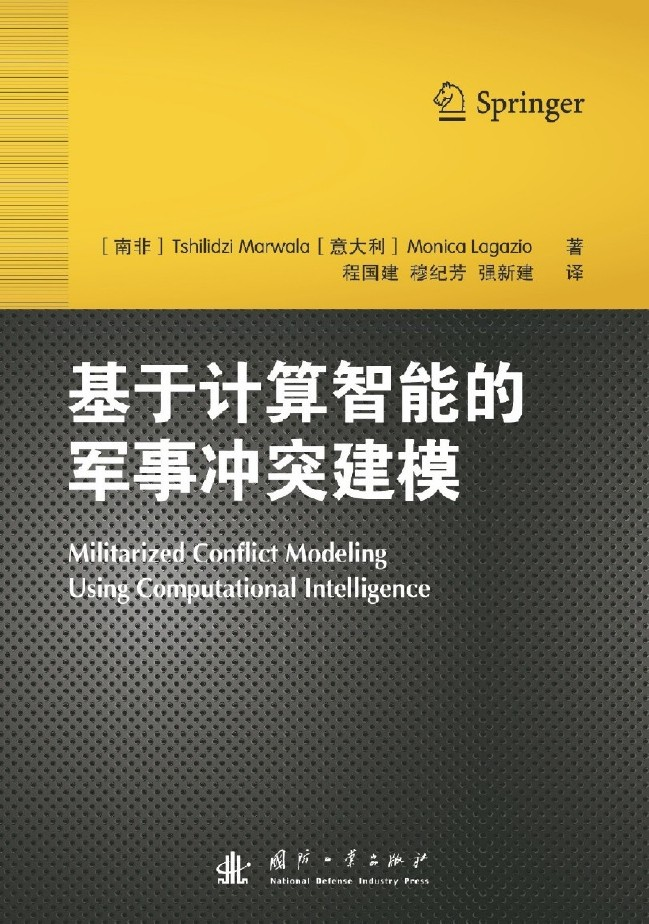 Springer
[南非] Tshilidzi Marwala [意大利] Monica Lagazio 著
程国建 穆纪芳 强新建 译
基于计算智能的
军事冲突建模
Militarized Conflict Modeling
Using Computational Intelligence
国防工业出版社
National Defense Industry Press